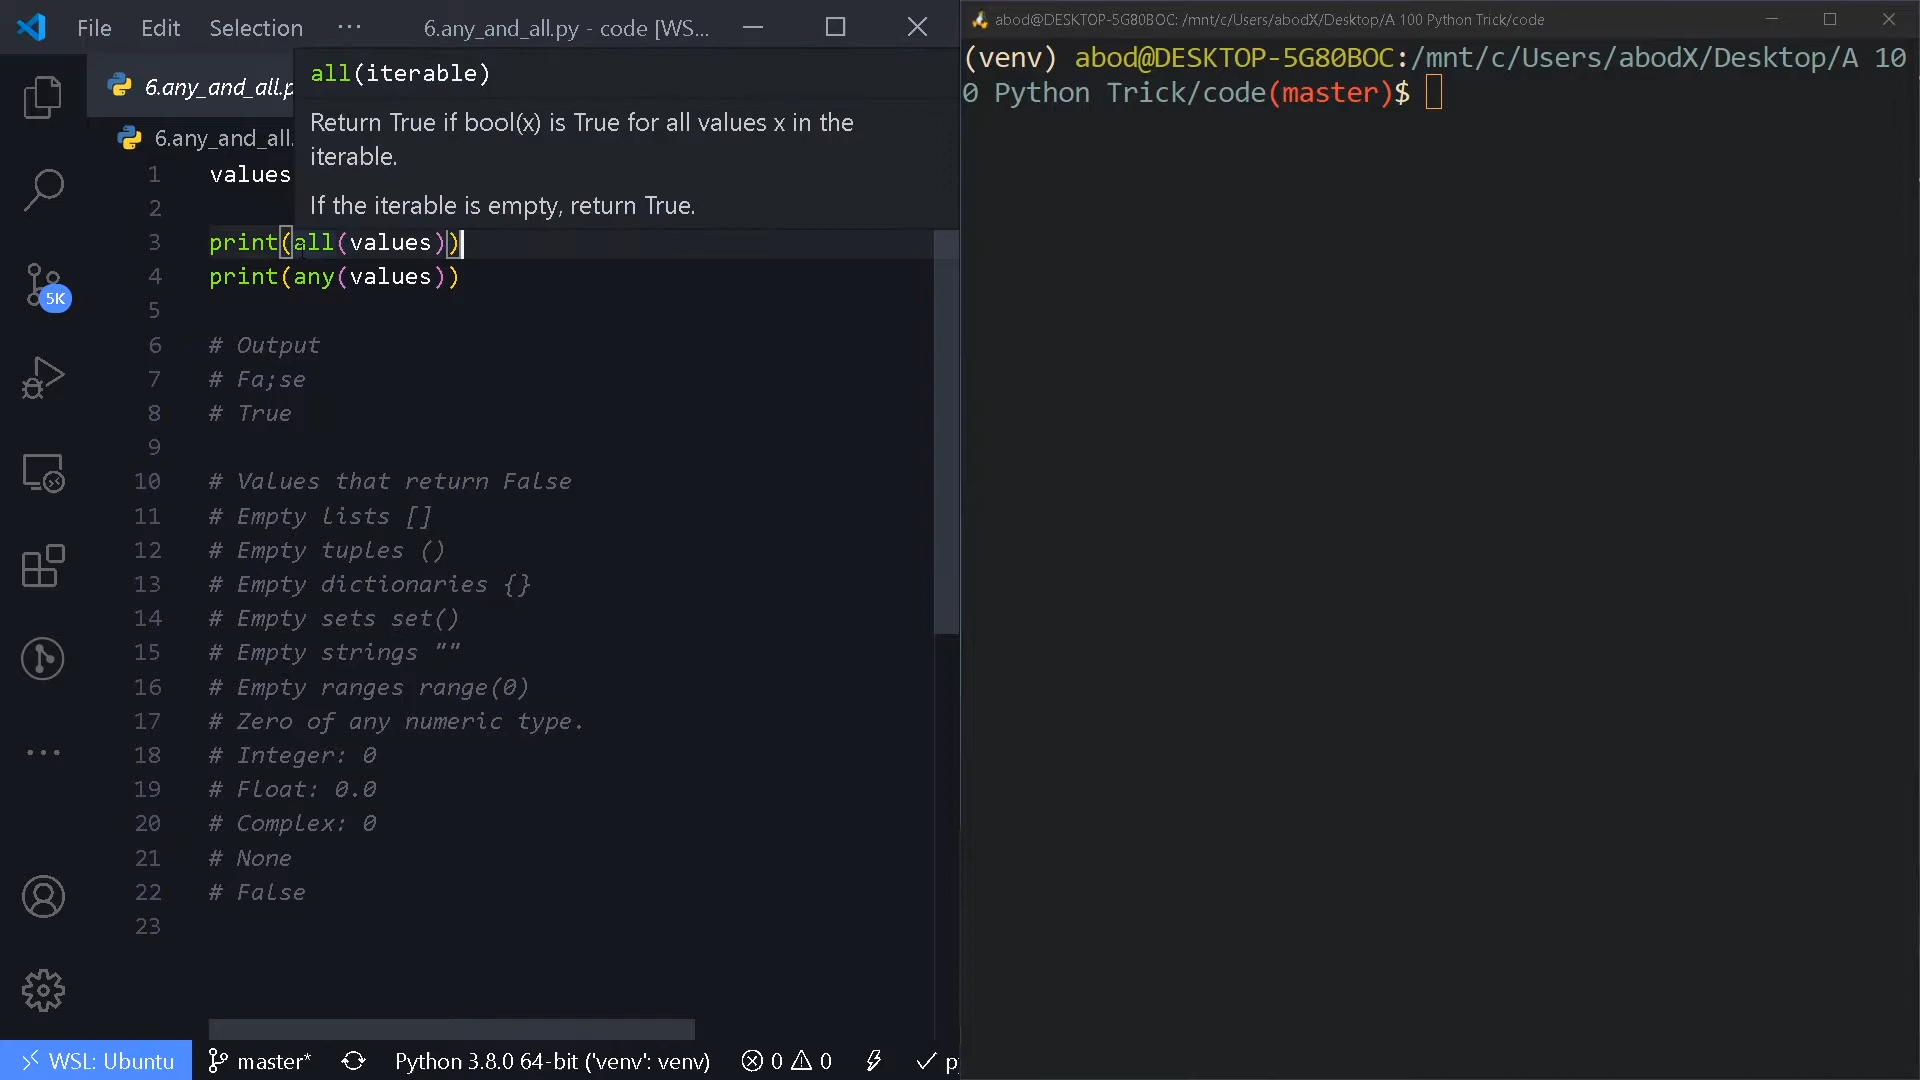 File Edit Selection ··· 6.any_and_all.py - code [WS...
6.any_and_all.p
6.any_and_all.
all(iterable)
Return True if bool(x) is True for all values x in the
iterable.
If the iterable is empty, return True.
1 values
2
3 print(all(values))
4 print(any(values))
5
6 # Output
7 # Fa;se
8 # True
9
10 # Values that return False
11 # Empty lists []
12 # Empty tuples ()
13 # Empty dictionaries {}
14 # Empty sets set()
15 # Empty strings ""
16 # Empty ranges range(0)
17 # Zero of any numeric type.
18 # Integer: 0
19 # Float: 0.0
20 # Complex: 0
21 # None
22 # False
23
5K
WSL: Ubuntu master* Python 3.8.0 64-bit ('venv': venv) 0 0 p
abod@DESKTOP-5G80BOC: /mnt/c/Users/abodX/Desktop/A 100 Python Trick/code
(venv) abod@DESKTOP-5G80BOC:/mnt/c/Users/abodX/Desktop/A 10
0 Python Trick/code(master)$